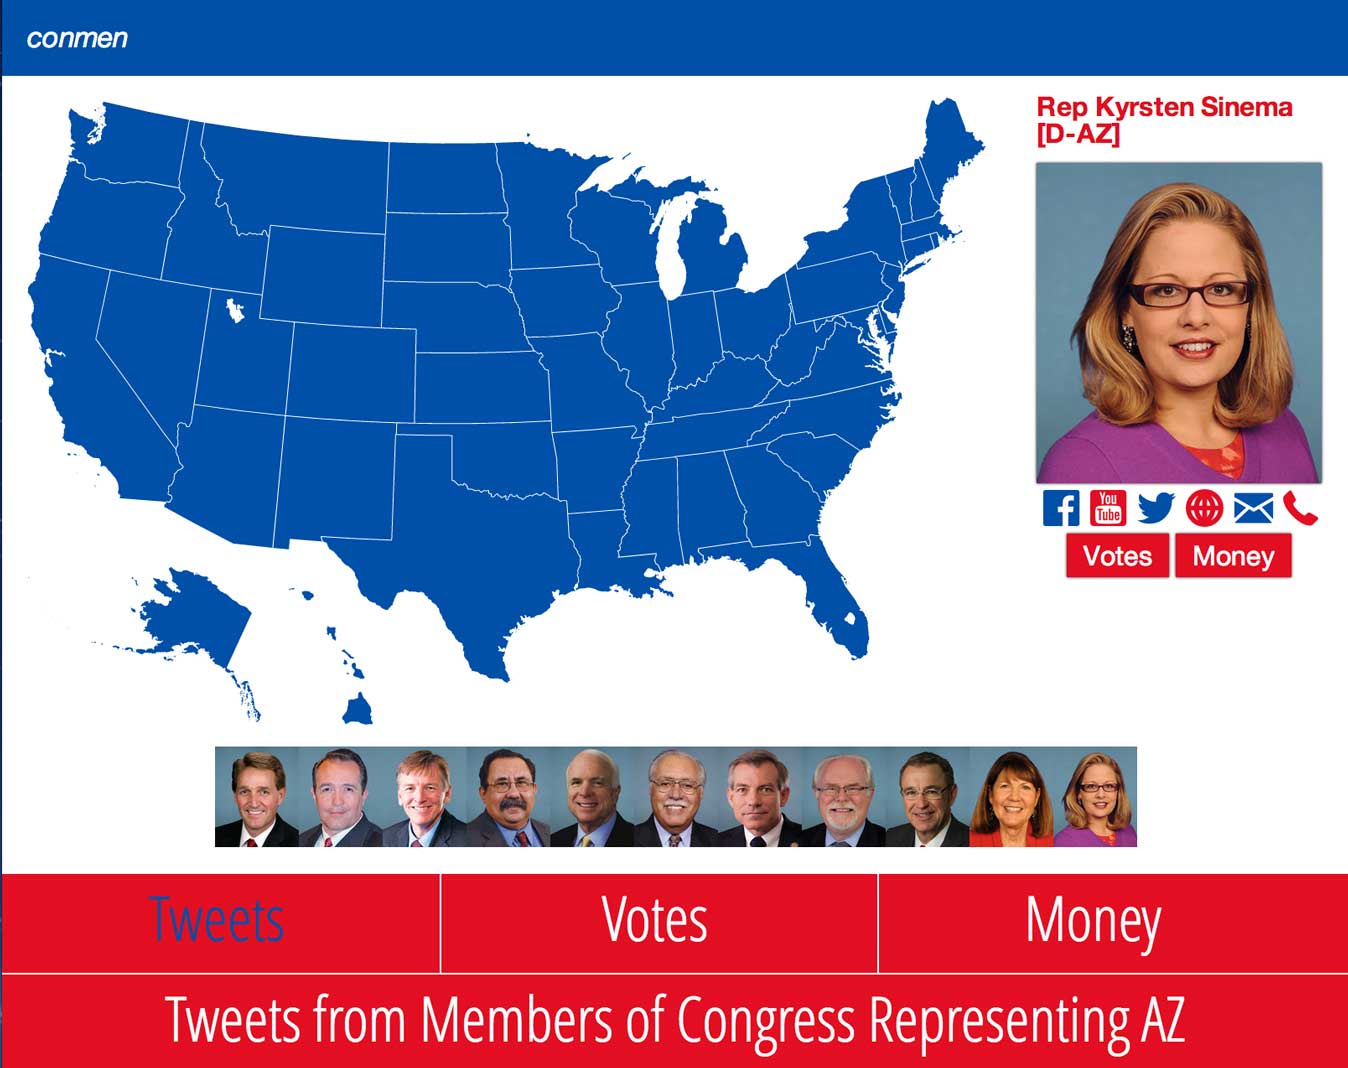 conmen
Rep Kyrsten Sinema
[D-AZ]
You
Tube
Votes Money
Tweets Votes Money
Tweets from Members of Congress Representing AZ